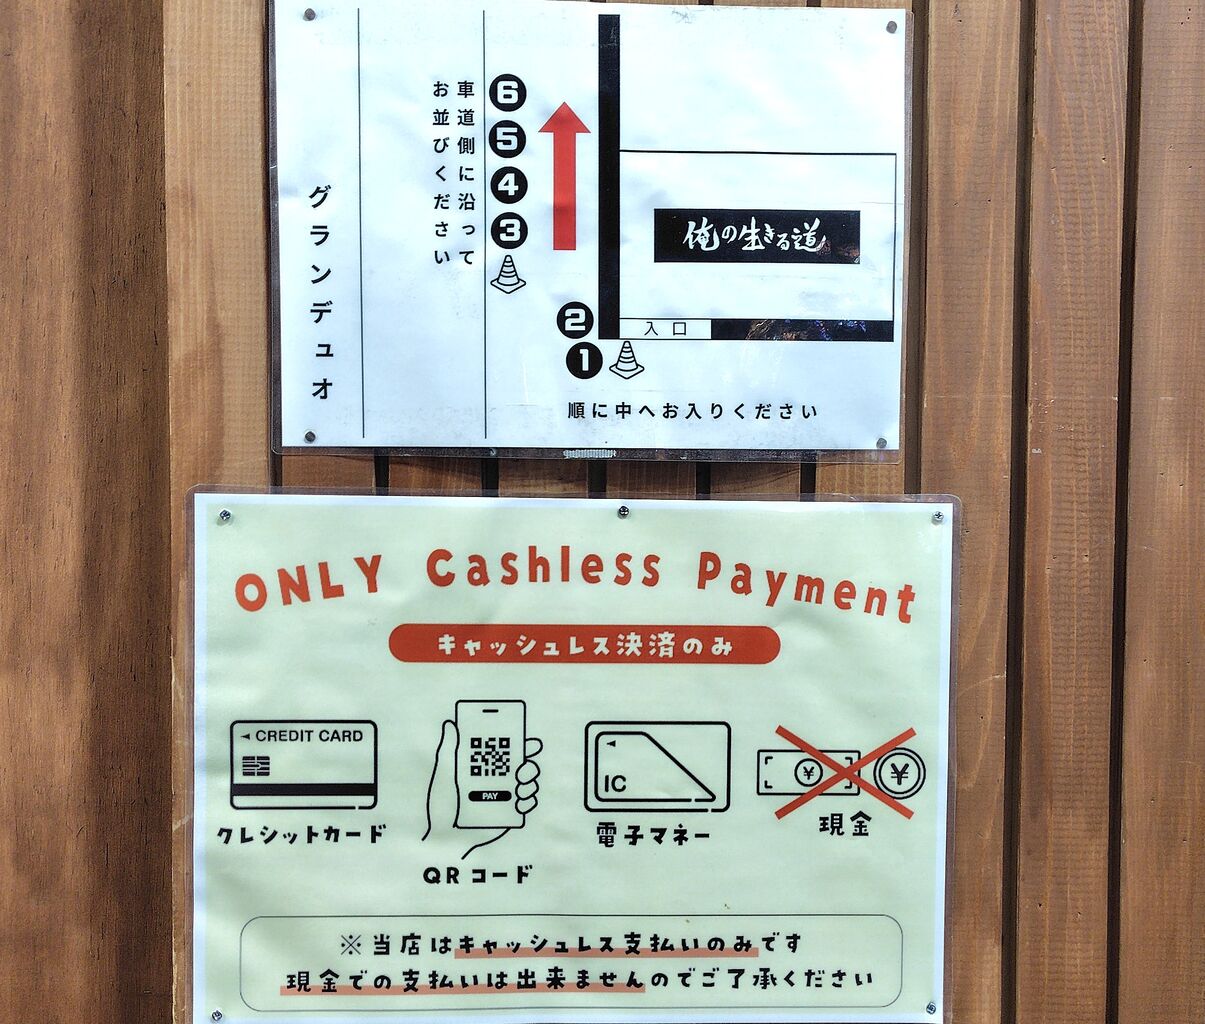 グランデュオ
車道側に沿って
お並びください
6
5
4
3
2
1
俺の生きる道
入口
順に中へお入りください
ONLY Cashless Payment
キャッシュレス決済のみ
CREDIT CARD
クレシットカード
PAY
QRコード
IC
電子マネー
¥ ¥
現金
※当店はキャッシュレス支払いのみです
現金での支払いは出来ませんのでご了承ください